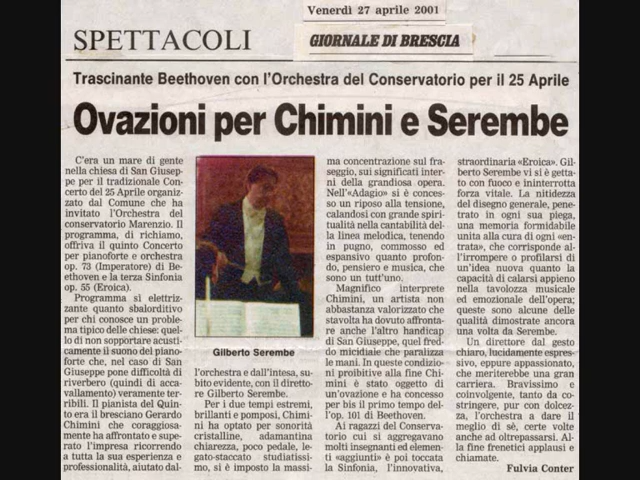 Venerdì 27 aprile 2001
SPETTACOLI
GIORNALE DI BRESCIA
Trascinante Beethoven con l'Orchestra del Conservatorio per il 25 Aprile
Ovazioni per Chimini e Serembe
C'era un mare di gente
nella chiesa di San Giusep-
pe per il tradizionale Con-
certo del 25 Aprile organiz-
zato dal Comune che ha
invitato l'Orchestra del
conservatorio Marenzio. Il
programma, di richiamo,
offriva il quinto Concerto
per pianoforte e orchestra
op. 73 (Imperatore) di Be-
ethoven e la terza Sinfonia
op. 55 (Eroica).
Programma sì elettriz-
zante quanto sbalorditivo
per chi conosce un proble-
ma tipico delle chiese: quel-
lo di non sopportare acusti-
camente il suono del piano-
forte che, nel caso di San
Giuseppe pone difficoltà di
riverbero (quindi di acca-
vallamento) veramente ter-
ribili. Il pianista del Quin-
to era il bresciano Gerardo
Chimini che coraggiosa-
mente ha affrontato e supe-
rato l'impresa ricorrendo
a tutta la sua esperienza e
professionalità, aiutato dal-
Gilberto Serembe
l'orchestra e dall'intesa, su-
bito evidente, con il diretto-
re Gilberto Serembe.
Per i due tempi estremi,
brillanti e pomposi, Chimi-
ni ha optato per sonorità
cristalline, adamantina
chiarezza, poco pedale, le-
gato-staccato studiatissi-
mo, sì è imposto la massi-
ma concentrazione sul fra-
seggio, sui significati inter-
ni della grandiosa opera.
Nell'«Adagio» si è conces-
so un riposo alla tensione,
calandosi con grande spiri-
tualità nella cantabilità del-
la linea melodica, tenendo
in pugno, commosso ed
espansivo quanto profon-
do, pensiero e musica, che
sono un tutt'uno.
Magnifico interprete
Chimini, un artista non
abbastanza valorizzato che
stavolta ha dovuto affronta-
re anche l'altro handicap
di San Giuseppe, quel fred-
do micidiale che paralizza
le mani. In queste condizio-
ni proibitive alla fine Chimi-
ni è stato oggetto di
un'ovazione e ha concesso
per bis il primo tempo del-
l'op. 101 di Beethoven.
Ai ragazzi del Conserva-
torio cui si aggregavano
molti insegnanti ed elemen-
ti «aggiunti» è poi toccata
la Sinfonia, l'innovativa,
straordinaria «Eroica». Gil-
berto Serembe vi si è getta-
to con fuoco e ininterrotta
forza vitale. La nitidezza
del disegno generale, pene-
trato in ogni sua piega,
una memoria formidabile
unita alla cura di ogni «en-
trata», che corrisponde al-
l'irrompere o profilarsi di
un'idea nuova quanto la
capacità di calarsi appieno
nella tavolozza musicale
ed emozionale dell'opera;
queste sono alcune delle
qualità dimostrate ancora
una volta da Serembe.
Un direttore dal gesto
chiaro, lucidamente espres-
sivo, eppure appassionato,
che meriterebbe una gran
carriera. Bravissimo e
coinvolgente, tanto da co-
stringere, pur con dolcez-
za, l'orchestra a dare il
meglio di sè, certe volte
anche ad oltrepassarsi. Al-
la fine frenetici applausi e
chiamate.
Fulvia Conter